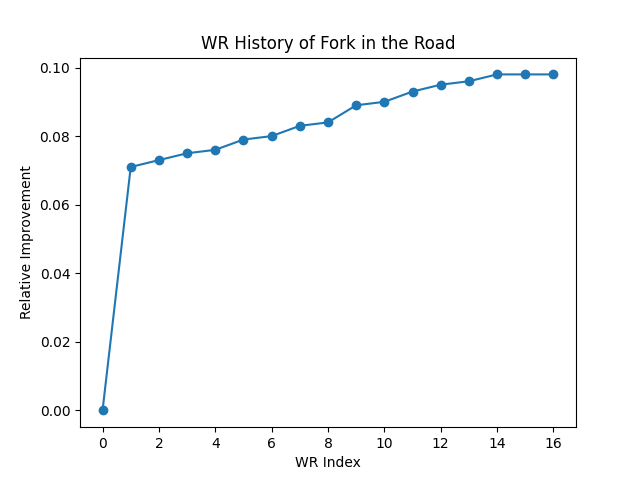 WR History of Fork in the Road
Relative Improvement
0.10
0.08
0.06
0.04
0.02
0.00
0 2 4 6 8 10 12 14 16
WR Index